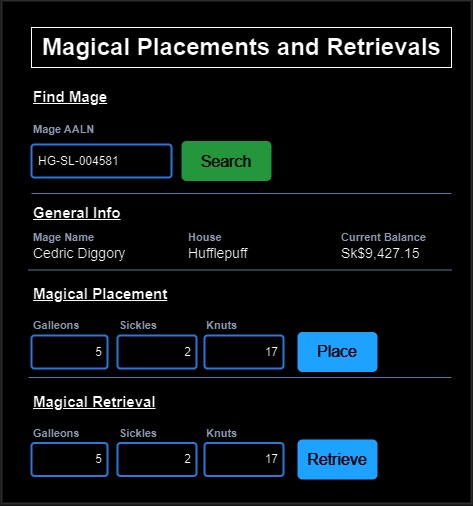 Magical Placements and Retrievals
Find Mage
Mage AALN
HG-SL-004581 Search
General Info
Mage Name House Current Balance
Cedric Diggory Hufflepuff Sk$9,427.15
Magical Placement
Galleons Sickles Knuts
5 2 17 Place
Magical Retrieval
Galleons Sickles Knuts
5 2 17 Retrieve